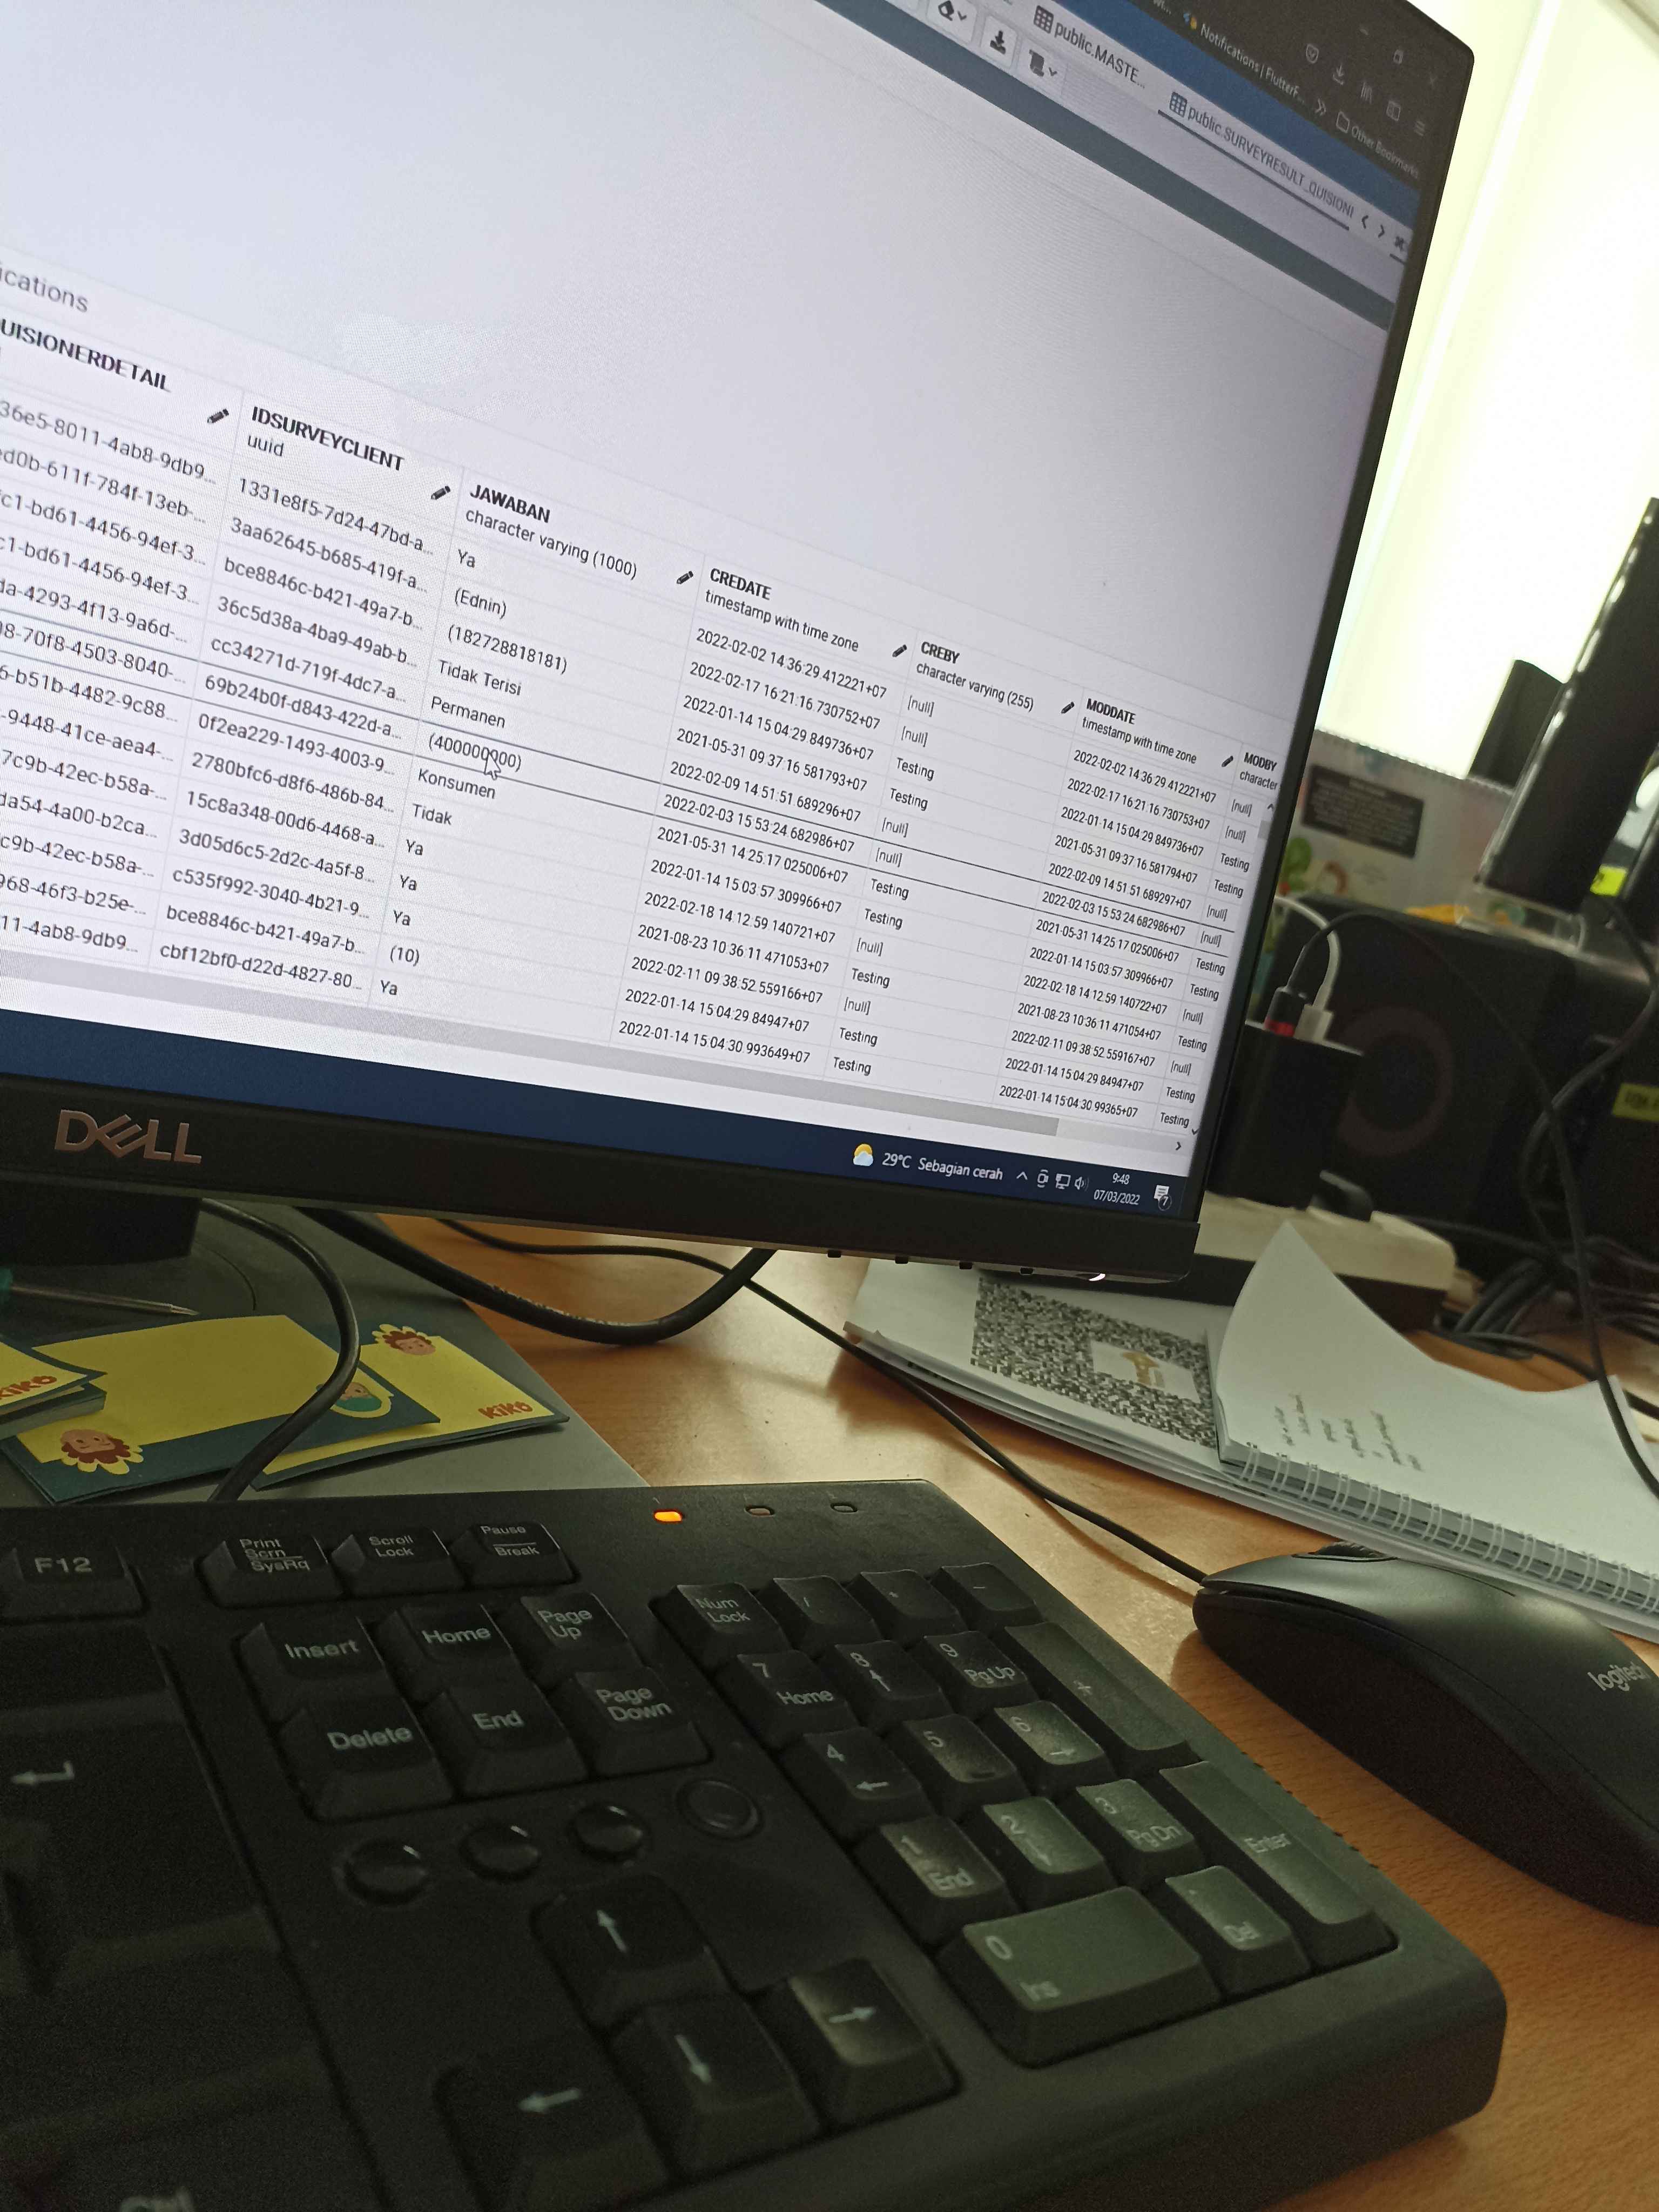 Notifications | FlutterF...
Other Bookmarks
public.MASTE...
public.SURVEYRESULT_QUISIONI
ications
UISIONERDETAIL IDSURVEYCLIENT JAWABAN CREDATE CREBY MODDATE MODBY
uuid character varying (1000) timestamp with time zone character varying (255) timestamp with time zone character
36e5-8011-4ab8-9db9... 1331e8f5-7d24-47bd-a... Ya 2022-02-02 14:36:29.412221+07 [null] 2022-02-02 14:36:29.412221+07 [null]
ed0b-611f-784f-13eb-... 3aa62645-b685-419f-a... (Ednin) 2022-02-17 16:21:16.730752+07 [null] 2022-02-17 16:21:16.730753+07 [null]
c1-bd61-4456-94ef-3... bce8846c-b421-49a7-b... (182728818181) 2022-01-14 15:04:29.849736+07 Testing 2022-01-14 15:04:29.849736+07 Testing
c1-bd61-4456-94ef-3... 36c5d38a-4ba9-49ab-b... Tidak Terisi 2021-05-31 09:37:16.581793+07 Testing 2021-05-31 09:37:16.581794+07 Testing
da-4293-4f13-9a6d-... cc34271d-719f-4dc7-a... Permanen 2022-02-09 14:51:51.689296+07 [null] 2022-02-09 14:51:51.689297+07 [null]
8-70f8-4503-8040-... 69b24b0f-d843-422d-a... (400000000) 2022-02-03 15:53:24.682986+07 [null] 2022-02-03 15:53:24.682986+07 [null]
6-b51b-4482-9c88... 0f2ea229-1493-4003-9... Konsumen 2021-05-31 14:25:17.025006+07 Testing 2021-05-31 14:25:17.025006+07 Testing
-9448-41ce-aea4-... 2780bfc6-d8f6-486b-84... Tidak 2022-01-14 15:03:57.309966+07 Testing 2022-01-14 15:03:57.309966+07 Testing
7c9b-42ec-b58a-... 15c8a348-00d6-4468-a... Ya 2022-02-18 14:12:59.140721+07 [null] 2022-02-18 14:12:59.140722+07 [null]
da54-4a00-b2ca... 3d05d6c5-2d2c-4a5f-8... Ya 2021-08-23 10:36:11.471053+07 Testing 2021-08-23 10:36:11.471054+07 Testing
c9b-42ec-b58a-... c535f992-3040-4b21-9... Ya 2022-02-11 09:38:52.559166+07 [null] 2022-02-11 09:38:52.559167+07 [null]
968-46f3-b25e-... bce8846c-b421-49a7-b... (10) 2022-01-14 15:04:29.84947+07 Testing 2022-01-14 15:04:29.84947+07 Testing
11-4ab8-9db9... cbf12bf0-d22d-4827-80... Ya 2022-01-14 15:04:30.993649+07 Testing 2022-01-14 15:04:30.99365+07 Testing
29°C Sebagian cerah
9:48
07/03/2022
7
DELL
kiko
kiko
F12
Print Scrn SysRq
Scroll Lock
Pause Break
Insert
Home
Page Up
Num Lock
/
Delete
End
Page Down
7 Home
8
9 Pg Up
+
4
5
6
1 End
2
3 Pg Dn
Enter
0 Ins
Del
logitech